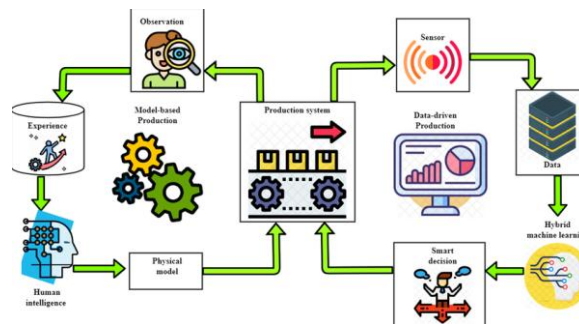 Observation
Sensor
Model-based
Production
Production system
Data-driven
Production
Experience
Data
Human
intelligence
Physical
model
Smart
decision
Hybrid
machine learnin